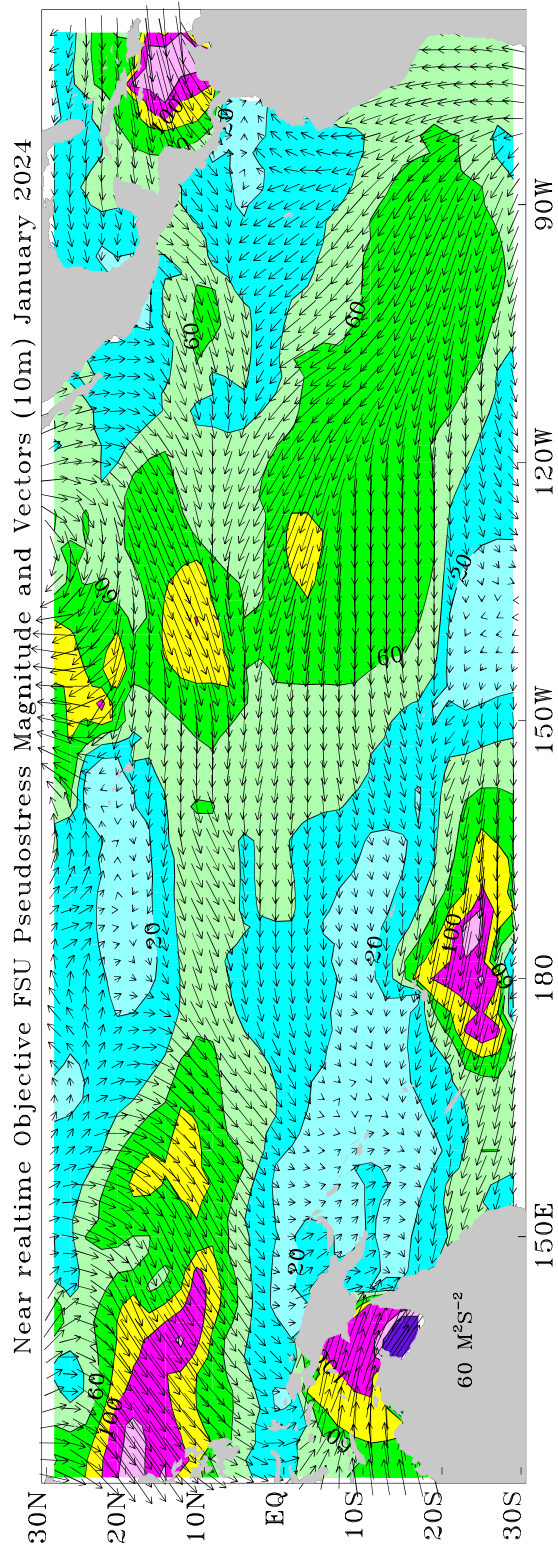 Near realtime Objective FSU Pseudostress Magnitude and Vectors (10m) January 2024
30N
20N
10N
EQ
10S
20S
30S
150E
180
150W
120W
90W
60
100
60
20
60
60
60
20
20
20
100
60
20
60
60 M²S⁻²